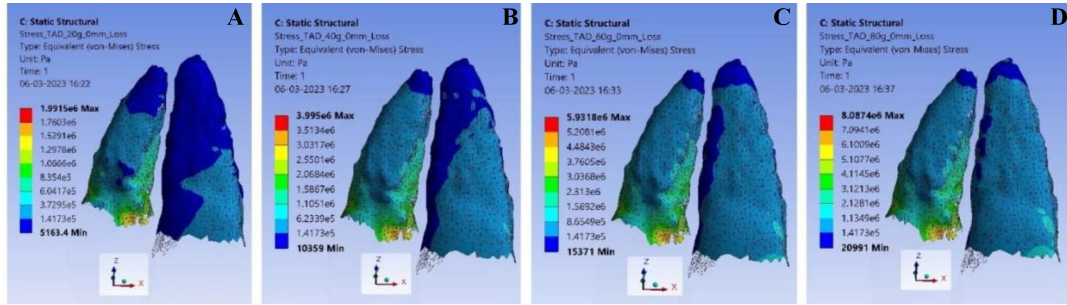 A
C: Static Structural
Stress_TAD_20g_0mm_Loss
Type: Equivalent (von-Mises) Stress
Unit: Pa
Time: 1
06-03-2023 16:22
1.9915e6 Max
1.7603e6
1.5291e6
1.2978e6
1.0666e6
8.354e5
6.0417e5
3.7295e5
1.4173e5
5163.4 Min
Z
X
B
C: Static Structural
Stress_TAD_40g_0mm_Loss
Type: Equivalent (von-Mises) Stress
Unit: Pa
Time: 1
06-03-2023 16:27
3.995e6 Max
3.5134e6
3.0317e6
2.5501e6
2.0684e6
1.5867e6
1.1051e6
6.2339e5
1.4173e5
10359 Min
Z
X
C
C: Static Structural
Stress_TAD_60g_0mm_Loss
Type: Equivalent (von-Mises) Stress
Unit: Pa
Time: 1
06-03-2023 16:33
5.9318e6 Max
5.2081e6
4.4843e6
3.7605e6
3.0368e6
2.313e6
1.5892e6
8.6549e5
1.4173e5
15371 Min
Z
X
D
C: Static Structural
Stress_TAD_80g_0mm_Loss
Type: Equivalent (von-Mises) Stress
Unit: Pa
Time: 1
06-03-2023 16:37
8.0874e6 Max
7.0941e6
6.1009e6
5.1077e6
4.1145e6
3.1213e6
2.1281e6
1.1349e6
1.4173e5
20991 Min
Z
X